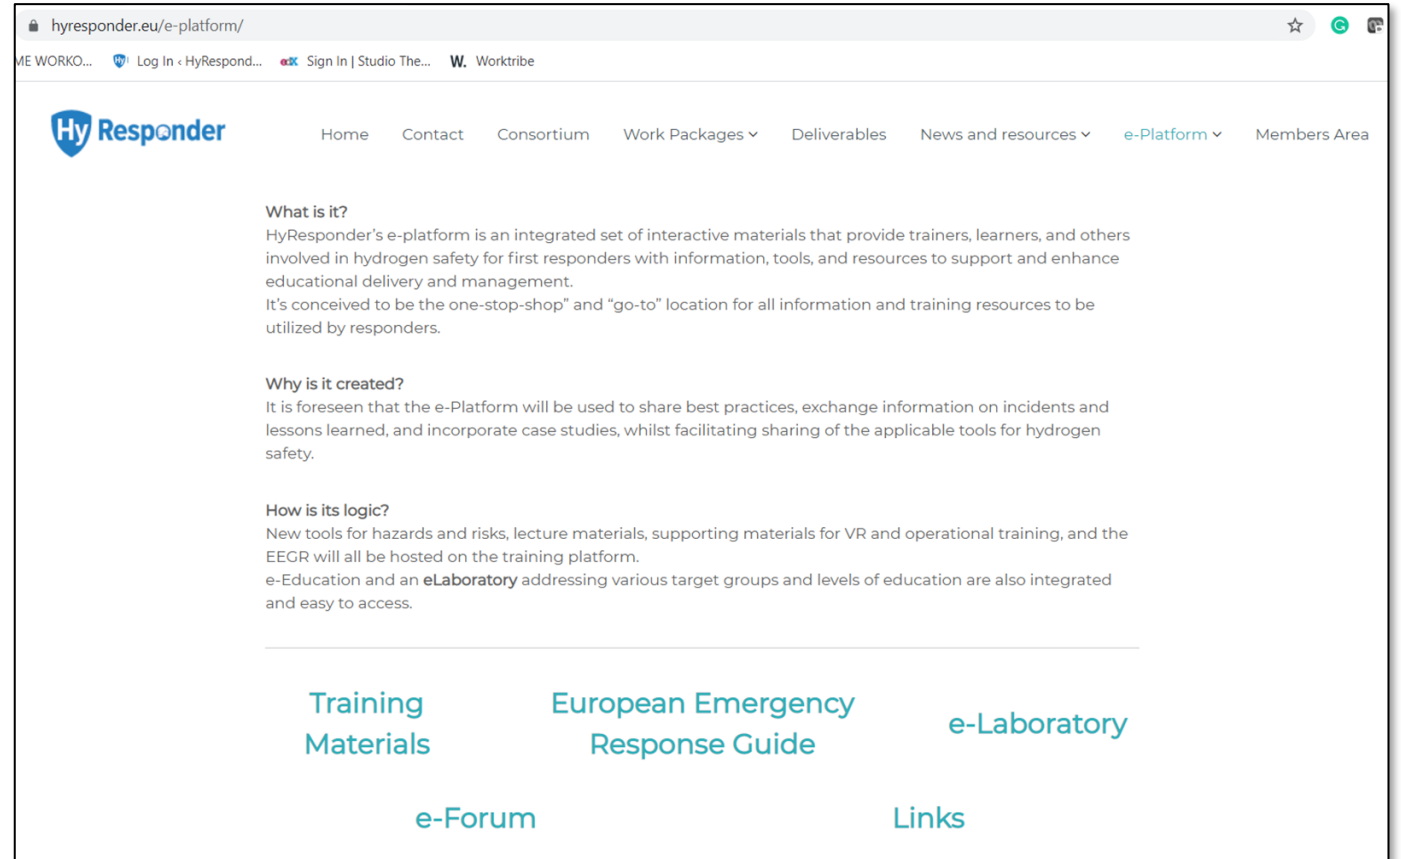 hyresponder.eu/e-platform/
ME WORKO... Log In ‹ HyRespond... edX Sign In | Studio The... W. Worktribe
Hy Responder
Home Contact Consortium Work Packages Deliverables News and resources e-Platform Members Area
What is it?
HyResponder's e-platform is an integrated set of interactive materials that provide trainers, learners, and others
involved in hydrogen safety for first responders with information, tools, and resources to support and enhance
educational delivery and management.
It's conceived to be the one-stop-shop” and “go-to” location for all information and training resources to be
utilized by responders.
Why is it created?
It is foreseen that the e-Platform will be used to share best practices, exchange information on incidents and
lessons learned, and incorporate case studies, whilst facilitating sharing of the applicable tools for hydrogen
safety.
How is its logic?
New tools for hazards and risks, lecture materials, supporting materials for VR and operational training, and the
EEGR will all be hosted on the training platform.
e-Education and an eLaboratory addressing various target groups and levels of education are also integrated
and easy to access.
Training
Materials
European Emergency
Response Guide
e-Laboratory
e-Forum
Links